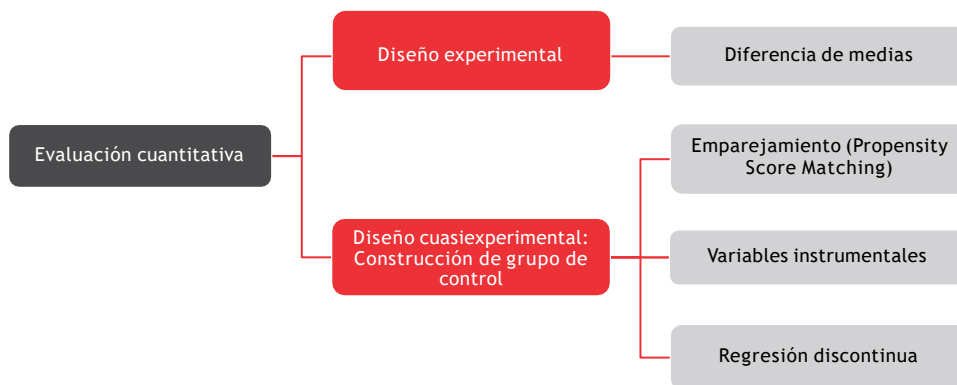 Evaluación cuantitativa
Diseño experimental
Diferencia de medias
Diseño cuasiexperimental:
Construcción de grupo de
control
Emparejamiento (Propensity
Score Matching)
Variables instrumentales
Regresión discontinua